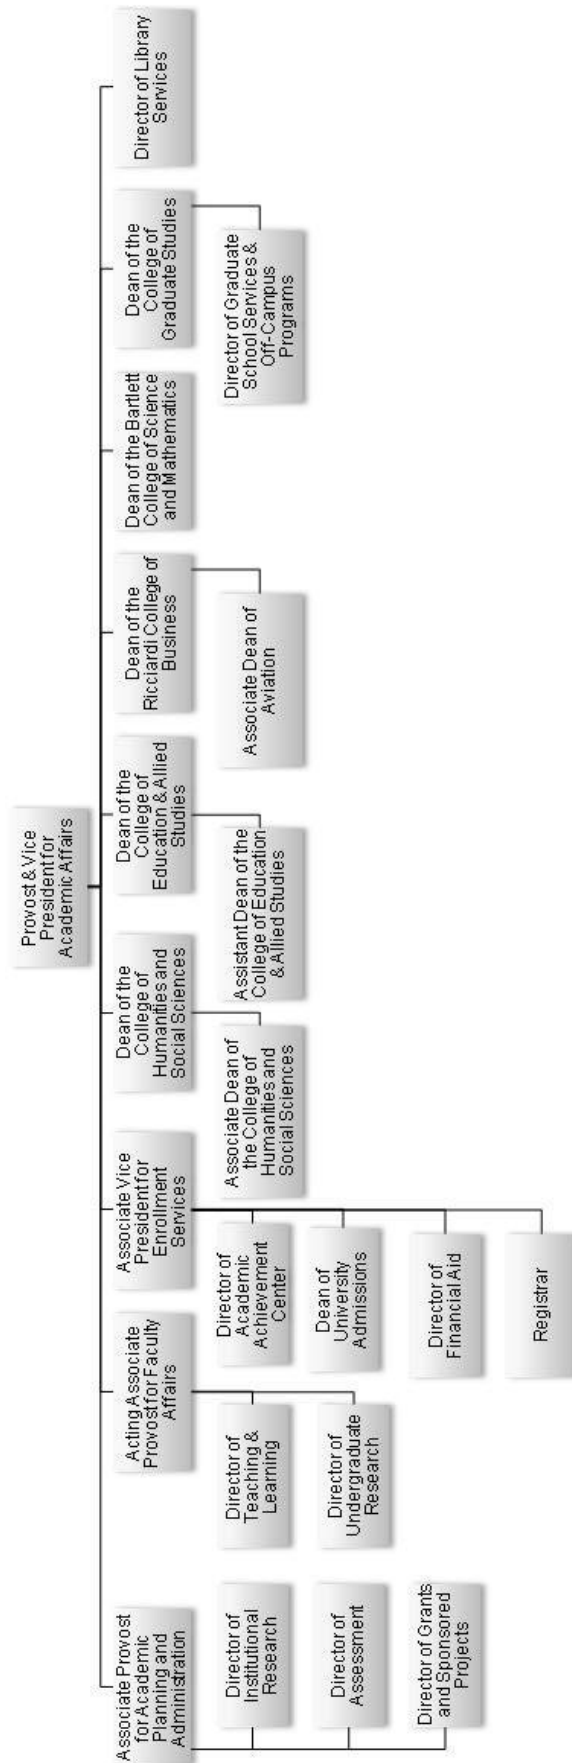 Provost & Vice
President for
Academic Affairs
Associate Provost
for Academic
Planning and
Administration
Director of
Institutional
Research
Director of
Assessment
Director of Grants
and Sponsored
Projects
Acting Associate
Provost for Faculty
Affairs
Director of
Teaching &
Learning
Director of
Undergraduate
Research
Associate Vice
President for
Enrollment
Services
Director of
Academic
Achievement
Center
Dean of
University
Admissions
Director of
Financial Aid
Registrar
Dean of the
College of
Humanities and
Social Sciences
Associate Dean of
the College of
Humanities and
Social Sciences
Dean of the
College of
Education & Allied
Studies
Assistant Dean of the
College of Education
& Allied Studies
Dean of the
Ricciardi College of
Business
Associate Dean of
Aviation
Dean of the Bartlett
College of Science
and Mathematics
Dean of the
College of
Graduate Studies
Director of Graduate
School Services &
Off-Campus
Programs
Director of Library
Services